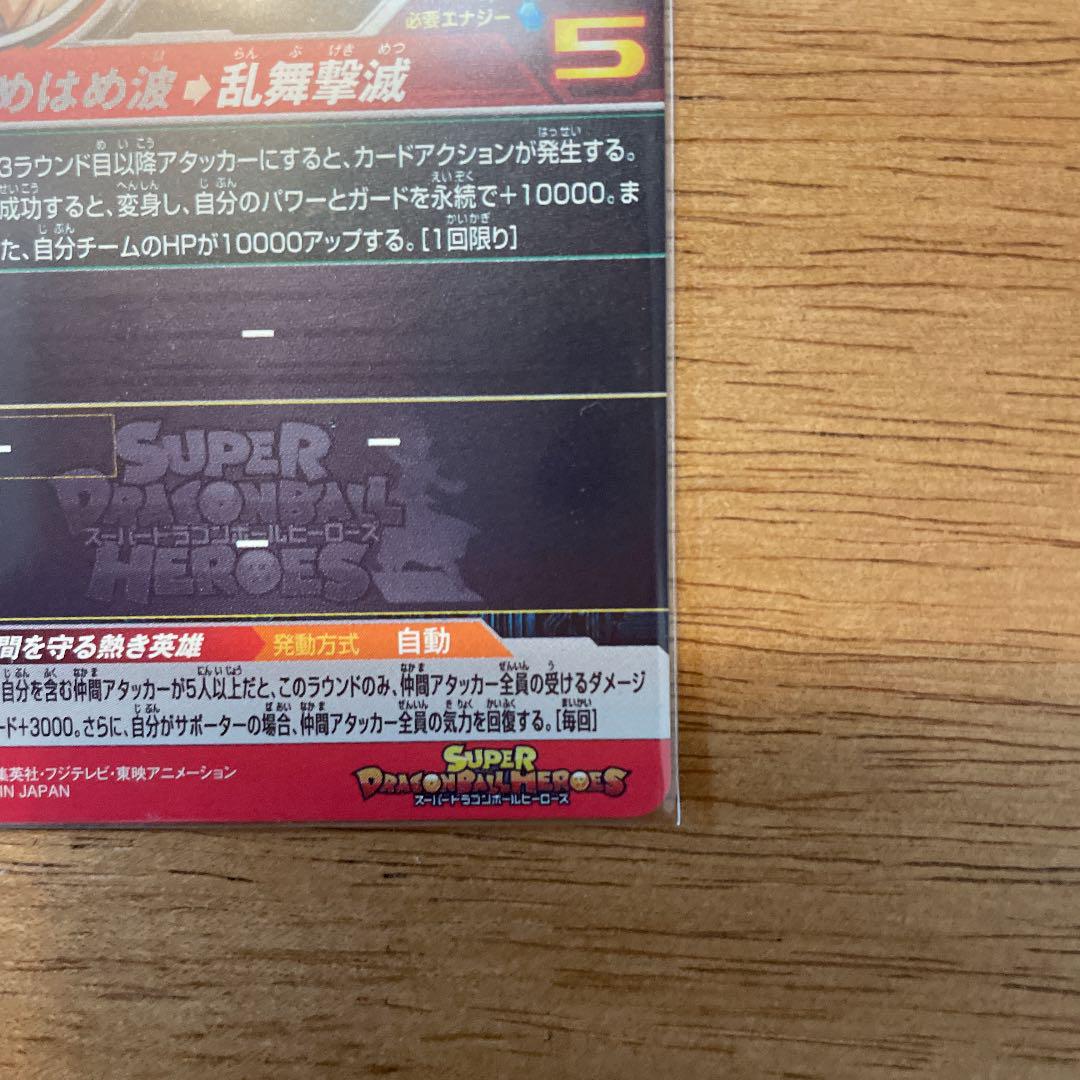 必要エナジー 5
めはめ波➡乱舞撃滅
3ラウンド目以降アタッカーにすると、カードアクションが発生する。
成功すると、変身し、自分のパワーとガードを永続で+10000。ま
た、自分チームのHPが10000アップする。[1回限り]
SUPER
DRAGONBALL
スーパードラゴンボールヒーローズ
HEROES
間を守る熱き英雄 発動方式 自動
自分を含む仲間アタッカーが5人以上だと、このラウンドのみ、仲間アタッカー全員の受けるダメージ
ード+3000。さらに、自分がサポーターの場合、仲間アタッカー全員の気力を回復する。[毎回]
集英社・フジテレビ・東映アニメーション
IN JAPAN
SUPER
DRAGONBALL HEROES
スーパードラゴンボールヒーローズ